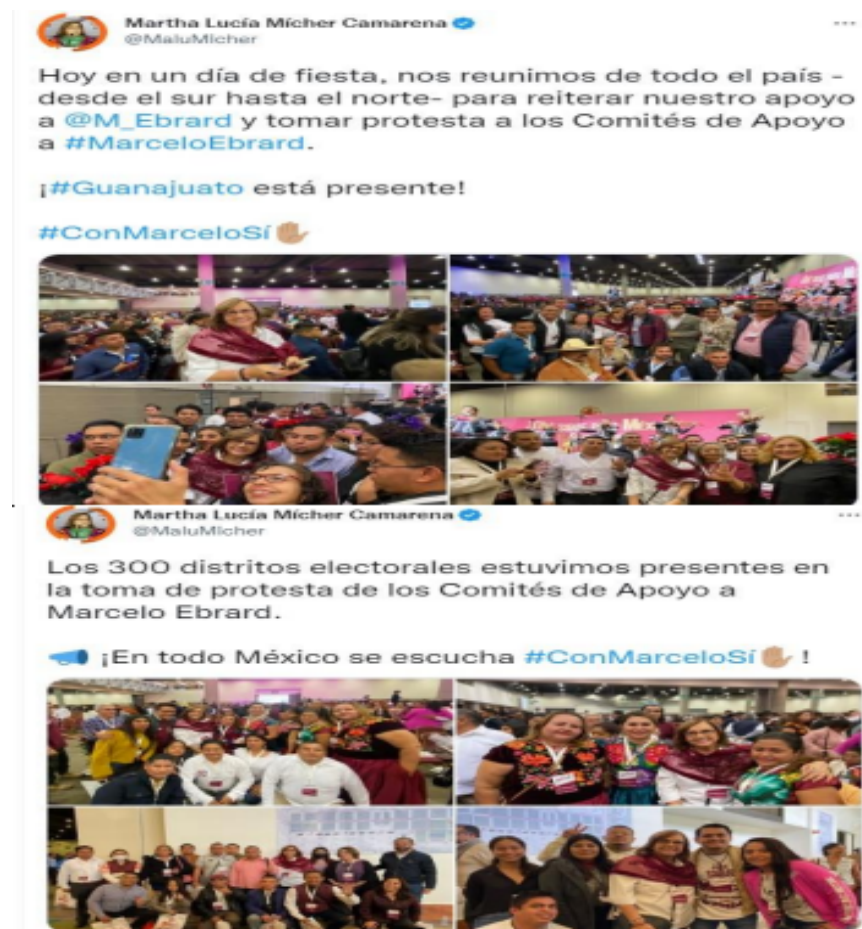 Martha Lucía Mícher Camarena
@MaluMicher
Hoy en un día de fiesta, nos reunimos de todo el país -
desde el sur hasta el norte- para reiterar nuestro apoyo
a @M_Ebrard y tomar protesta a los Comités de Apoyo
a #MarceloEbrard.
¡#Guanajuato está presente!
#ConMarceloSí
Martha Lucía Mícher Camarena
@MaluMicher
Los 300 distritos electorales estuvimos presentes en
la toma de protesta de los Comités de Apoyo a
Marcelo Ebrard.
¡En todo México se escucha #ConMarceloSí !